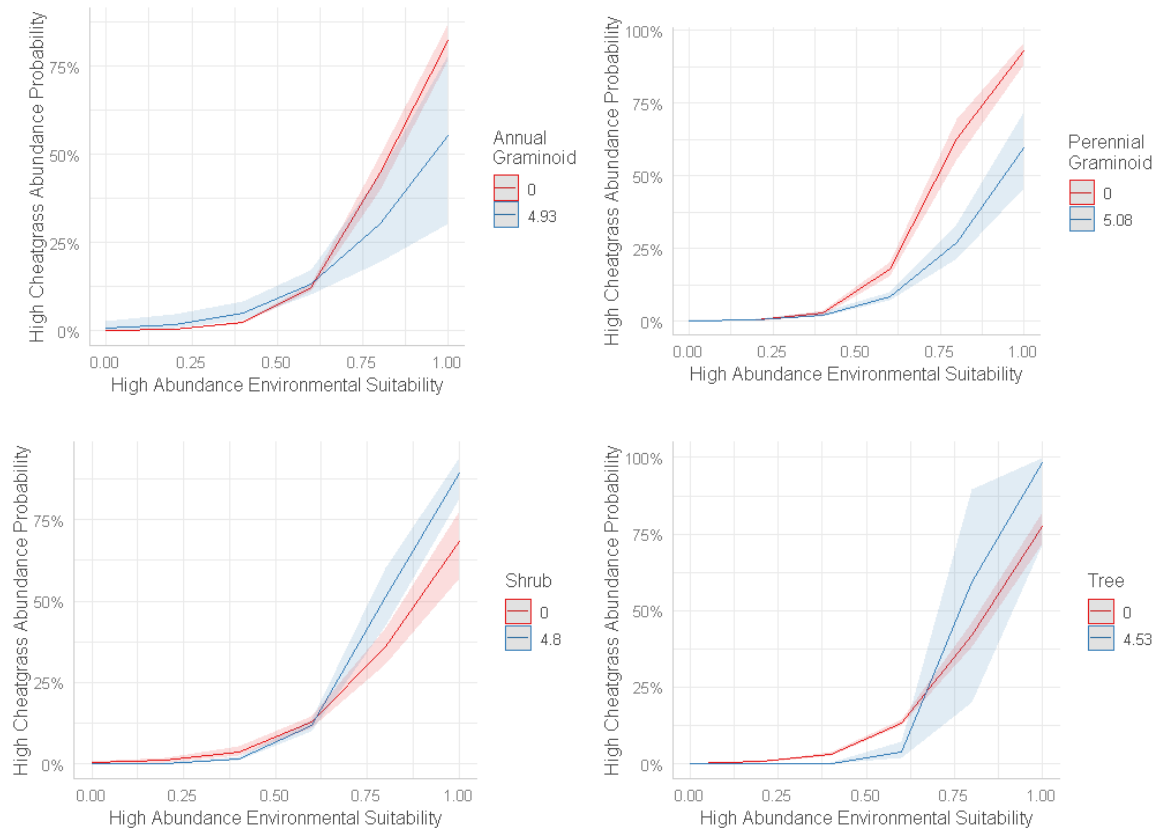 High Cheatgrass Abundance Probability
75%
50%
25%
0%
0.00 0.25 0.50 0.75 1.00
High Abundance Environmental Suitability
Annual
Graminoid
0
4.93
High Cheatgrass Abundance Probability
100%
75%
50%
25%
0%
0.00 0.25 0.50 0.75 1.00
High Abundance Environmental Suitability
Perennial
Graminoid
0
5.08
High Cheatgrass Abundance Probability
75%
50%
25%
0%
0.00 0.25 0.50 0.75 1.00
High Abundance Environmental Suitability
Shrub
0
4.8
High Cheatgrass Abundance Probability
100%
75%
50%
25%
0%
0.00 0.25 0.50 0.75 1.00
High Abundance Environmental Suitability
Tree
0
4.53